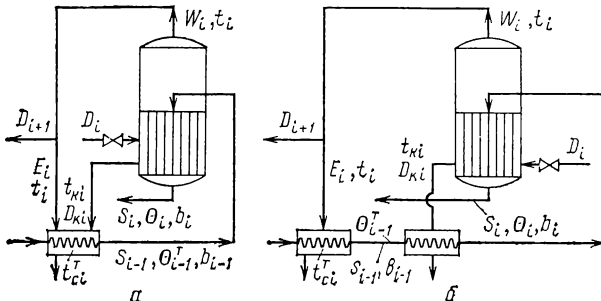 W_i, t_i
D_{i+1}
D_i
E_i
t_i
t_{кi}
D_{кi}
S_i, Θ_i, b_i
S_{i-1}, Θ^T_{i-1}, b_{i-1}
t^T_{ci}
а
W_i, t_i
D_{i+1}
t_{кi}
D_{кi}
D_i
E_i, t_i
S_i, Θ_i, b_i
Θ^T_{i-1}
S_{i-1}, b_{i-1}
t^T_{ci}
б